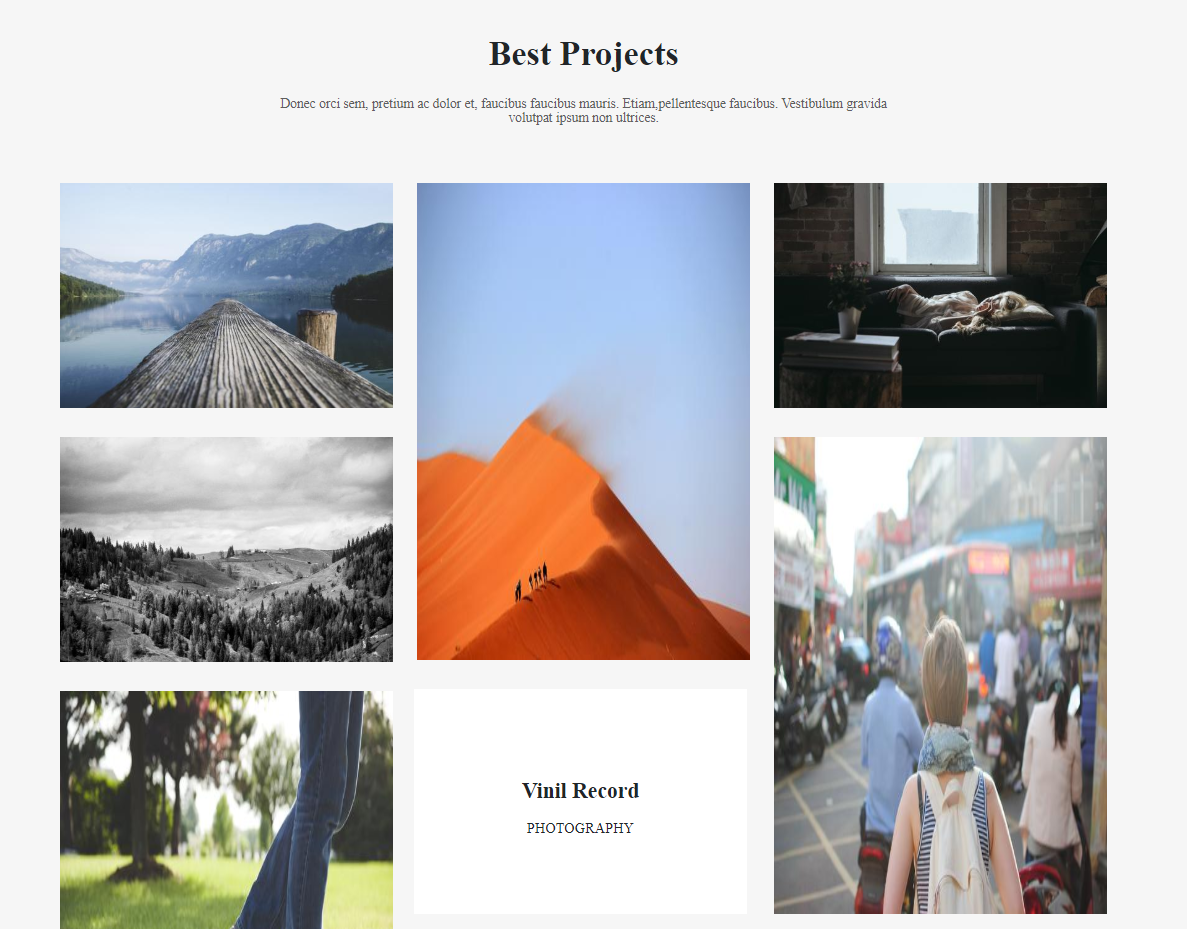 Best Projects
Donec orci sem, pretium ac dolor et, faucibus faucibus mauris. Etiam,pellentesque faucibus. Vestibulum gravida
volutpat ipsum non ultrices.
Vinil Record
PHOTOGRAPHY